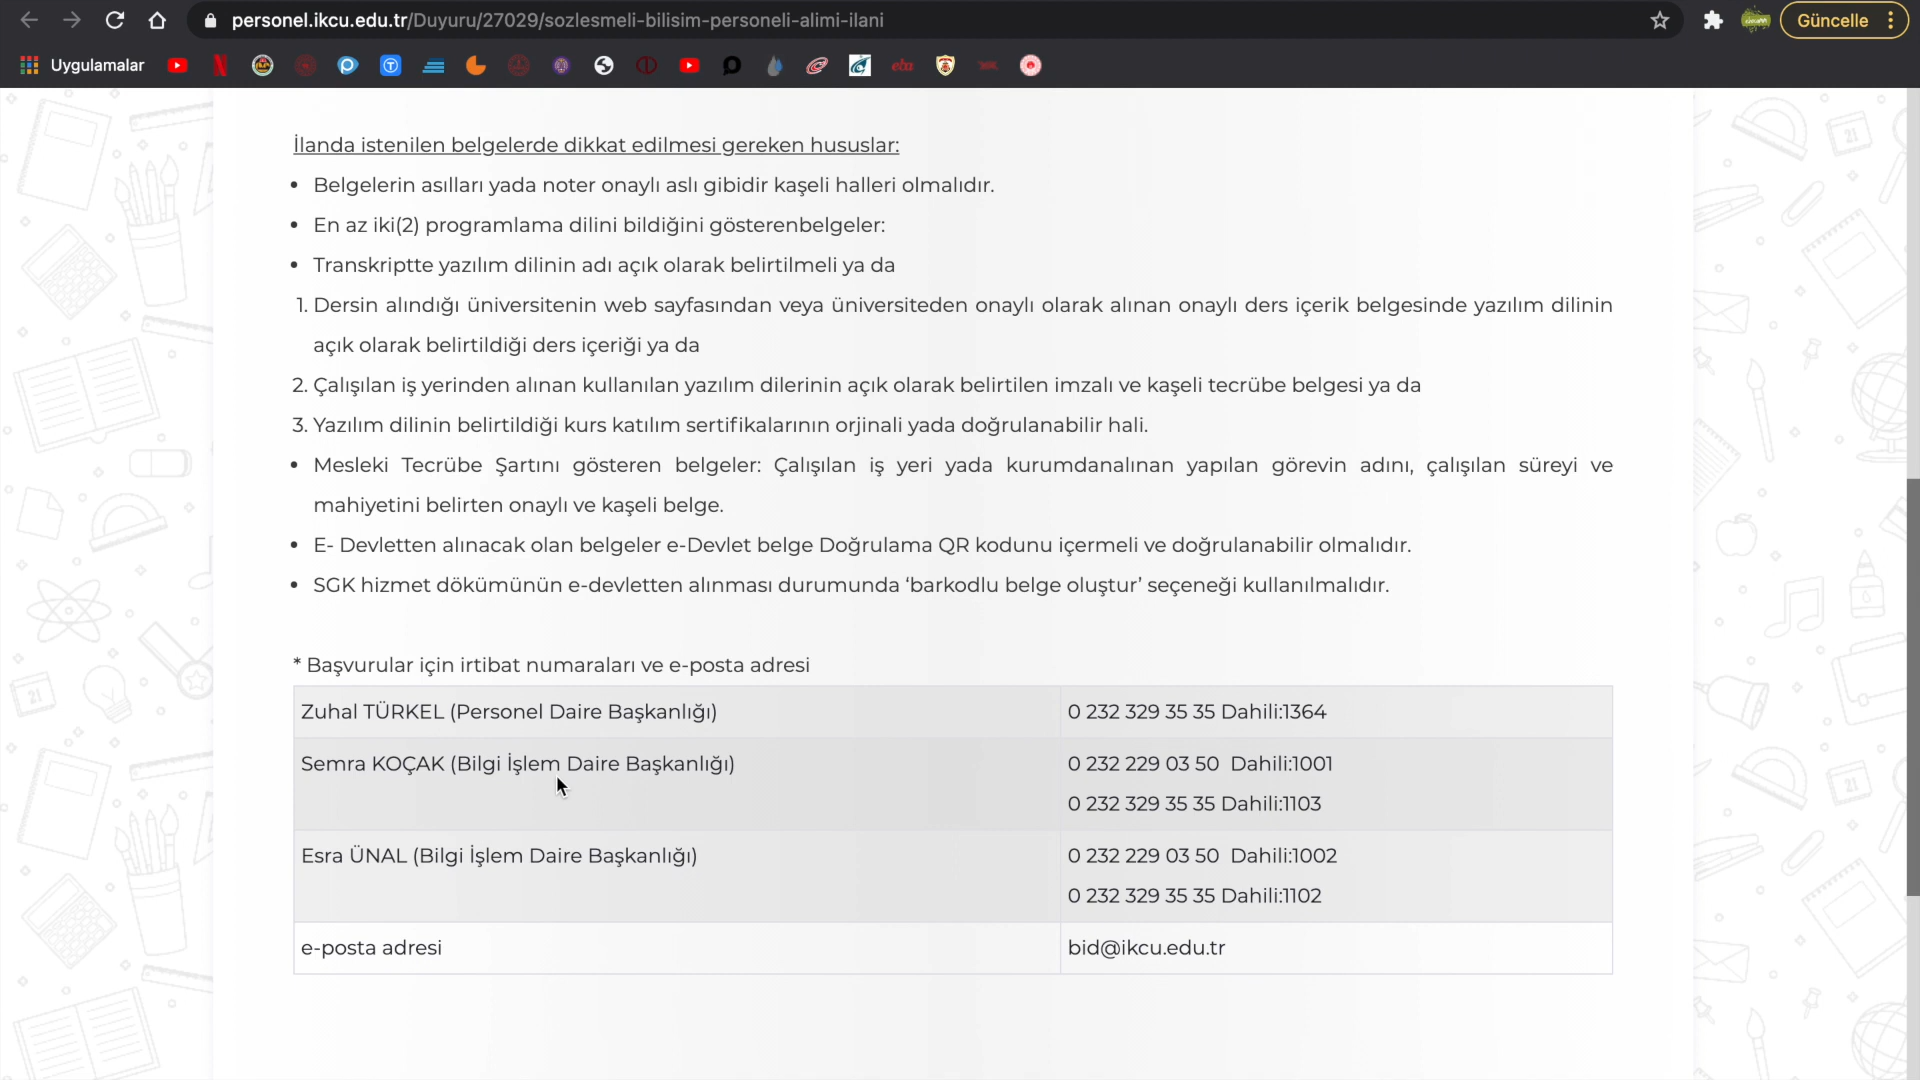 personel.ikcu.edu.tr/Duyuru/27029/sozlesmeli-bilisim-personeli-alimi-ilani
Güncelle
Uygulamalar
İlanda istenilen belgelerde dikkat edilmesi gereken hususlar:
• Belgelerin asılları yada noter onaylı aslı gibidir kaşeli halleri olmalıdır.
• En az iki(2) programlama dilini bildiğini gösterenbelgeler:
• Transkriptte yazılım dilinin adı açık olarak belirtilmeli ya da
1. Dersin alındığı üniversitenin web sayfasından veya üniversiteden onaylı olarak alınan onaylı ders içerik belgesinde yazılım dilinin
açık olarak belirtildiği ders içeriği ya da
2. Çalışılan iş yerinden alınan kullanılan yazılım dilerinin açık olarak belirtilen imzalı ve kaşeli tecrübe belgesi ya da
3. Yazılım dilinin belirtildiği kurs katılım sertifikalarının orjinali yada doğrulanabilir hali.
• Mesleki Tecrübe Şartını gösteren belgeler: Çalışılan iş yeri yada kurumdanalınan yapılan görevin adını, çalışılan süreyi ve
mahiyetini belirten onaylı ve kaşeli belge.
• E- Devletten alınacak olan belgeler e-Devlet belge Doğrulama QR kodunu içermeli ve doğrulanabilir olmalıdır.
• SGK hizmet dökümünün e-devletten alınması durumunda ‘barkodlu belge oluştur’ seçeneği kullanılmalıdır.
* Başvurular için irtibat numaraları ve e-posta adresi
Zuhal TÜRKEL (Personel Daire Başkanlığı) 0 232 329 35 35 Dahili:1364
Semra KOÇAK (Bilgi İşlem Daire Başkanlığı) 0 232 229 03 50 Dahili:1001
0 232 329 35 35 Dahili:1103
Esra ÜNAL (Bilgi İşlem Daire Başkanlığı) 0 232 229 03 50 Dahili:1002
0 232 329 35 35 Dahili:1102
e-posta adresi bid@ikcu.edu.tr